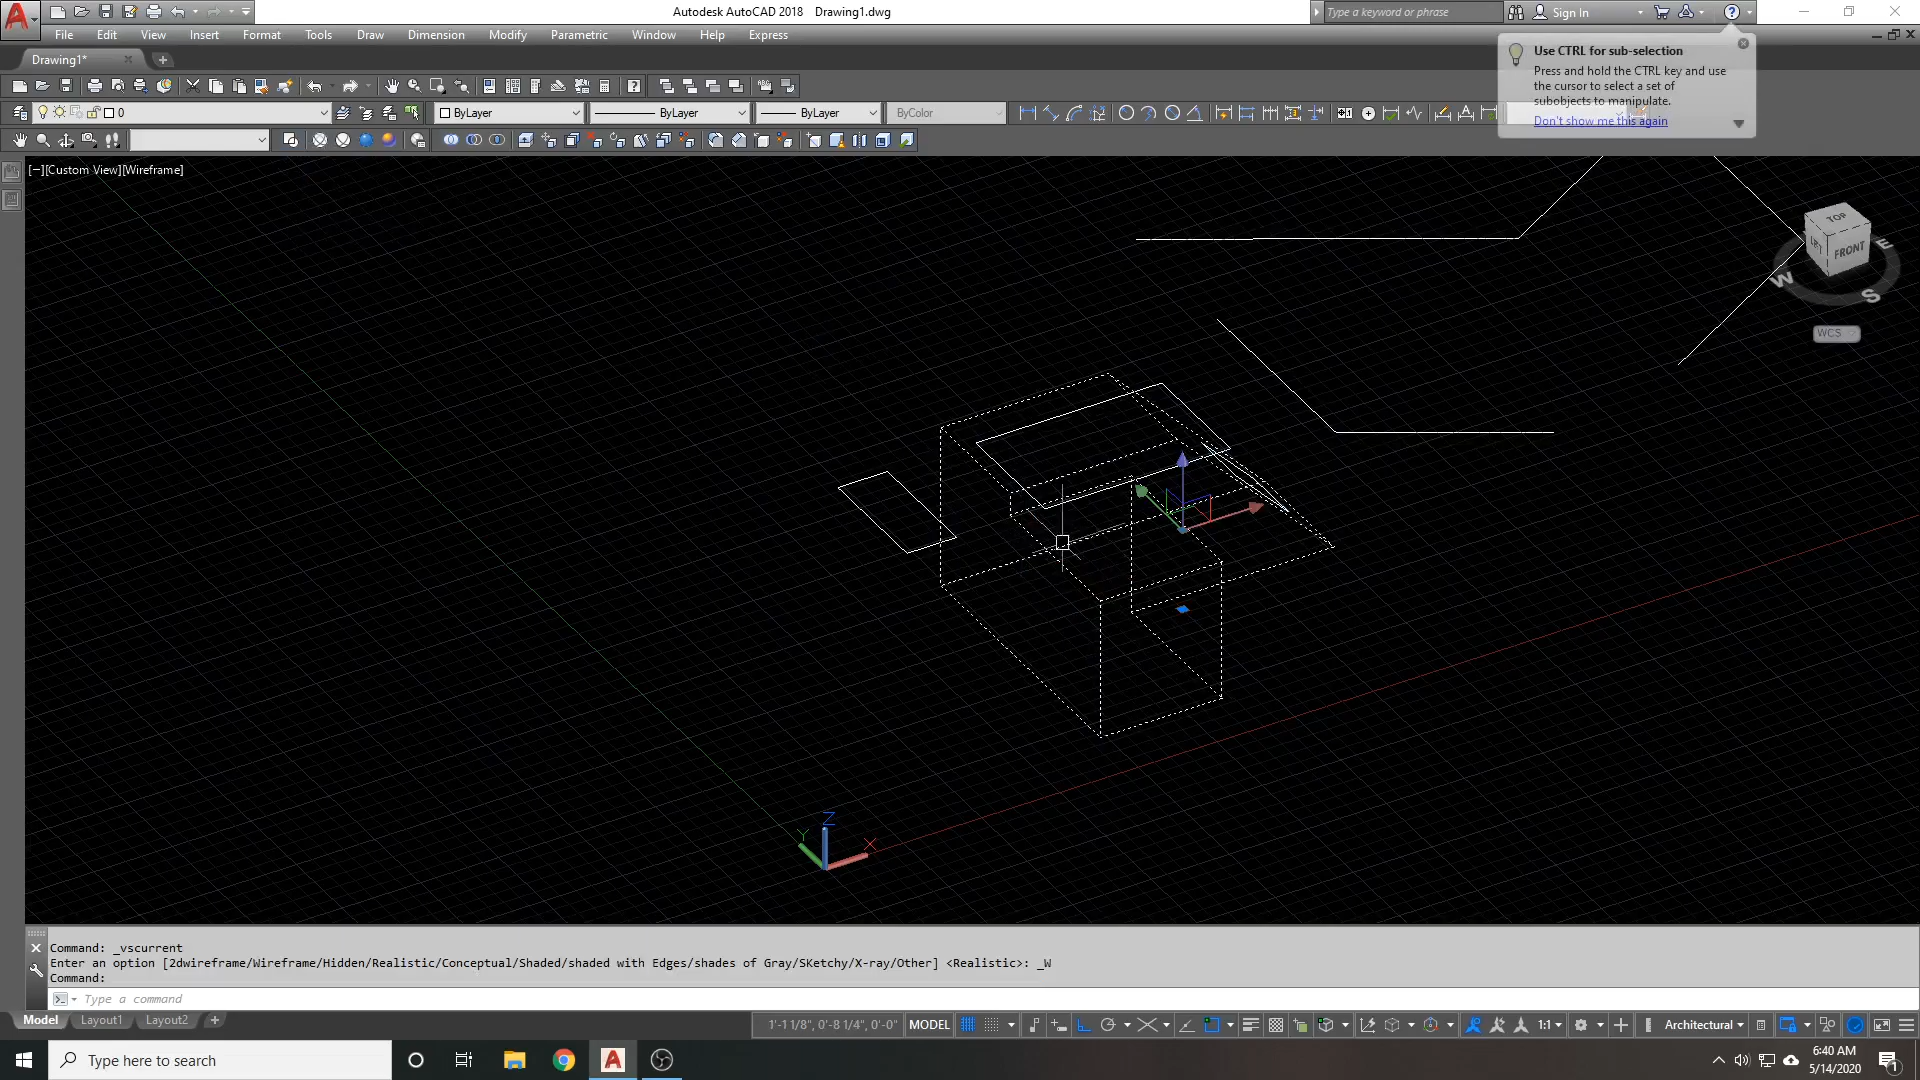 Autodesk AutoCAD 2018 Drawing1.dwg
Type a keyword or phrase
Sign In
File Edit View Insert Format Tools Draw Dimension Modify Parametric Window Help Express
Drawing1*
Use CTRL for sub-selection
Press and hold the CTRL key and use
the cursor to select a set of
subobjects to manipulate.
Don't show me this again
0
ByLayer
ByLayer
ByLayer
ByColor
[−][Custom View][Wireframe]
TOP
FRONT
E
W
S
WCS
Z
Y
X
Command: _vscurrent
Enter an option [2dwireframe/Wireframe/Hidden/Realistic/Conceptual/Shaded/shaded with Edges/shades of Gray/SKetchy/X-ray/Other] <Realistic>: _W
Command:
Type a command
Model Layout1 Layout2
1'-1 1/8", 0'-8 1/4", 0'-0" MODEL
1:1
Architectural
Type here to search
6:40 AM
5/14/2020
1